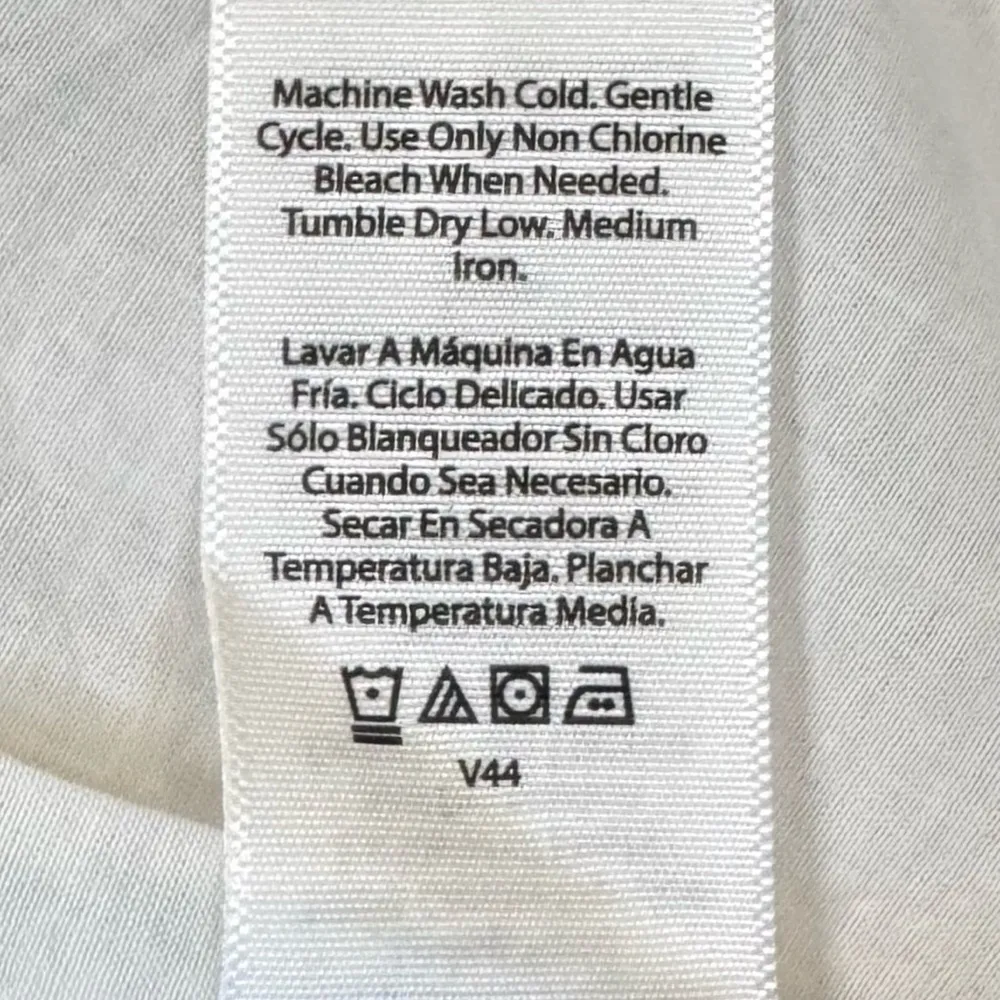 Machine Wash Cold. Gentle
Cycle. Use Only Non Chlorine
Bleach When Needed.
Tumble Dry Low. Medium
Iron.
Lavar A Máquina En Agua
Fría. Ciclo Delicado. Usar
Sólo Blanqueador Sin Cloro
Cuando Sea Necesario.
Secar En Secadora A
Temperatura Baja. Planchar
A Temperatura Media.
V44